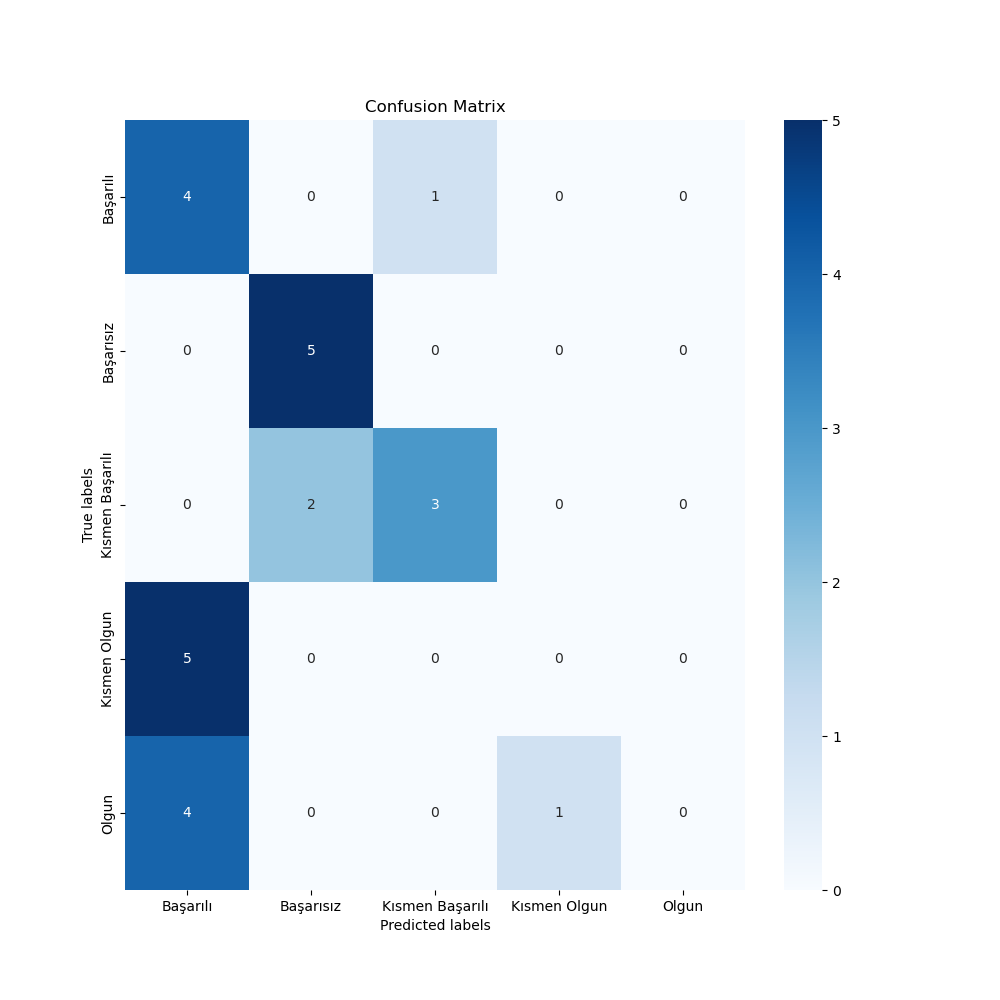 Confusion Matrix
True labels
Başarılı
4 0 1 0 0
Başarısız
0 5 0 0 0
Kısmen Başarılı
0 2 3 0 0
Kısmen Olgun
5 0 0 0 0
Olgun
4 0 0 1 0
Başarılı Başarısız Kısmen Başarılı Kısmen Olgun Olgun
Predicted labels
5
4
3
2
1
0